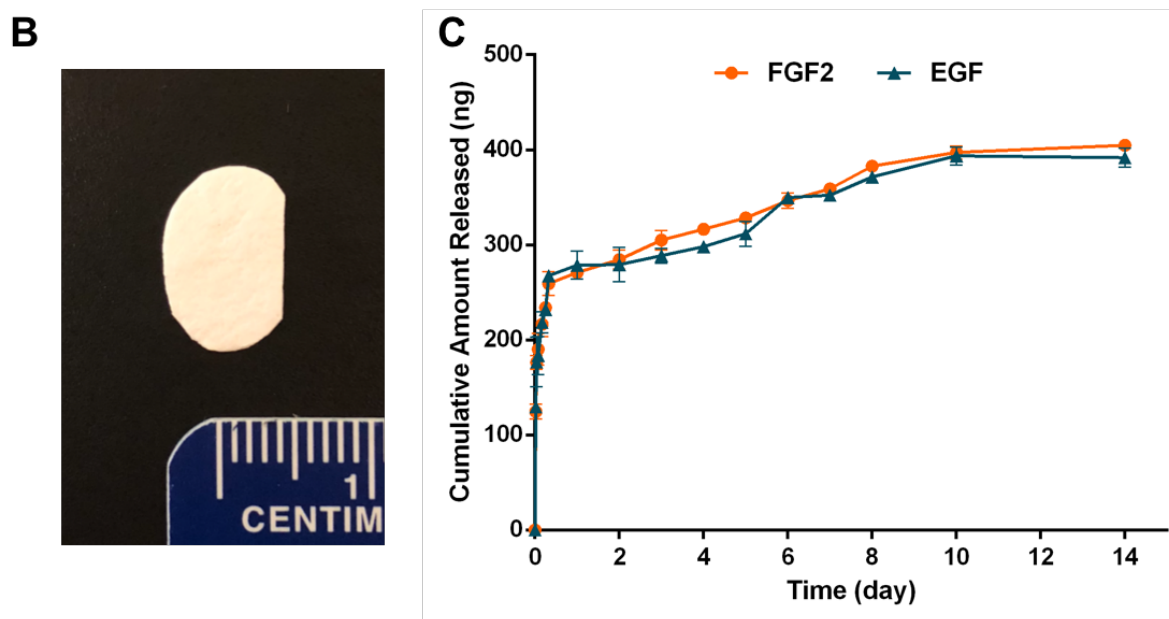 B
1
CENTIM
C
Cumulative Amount Released (ng)
500
400
300
200
100
0
FGF2
EGF
0 2 4 6 8 10 12 14
Time (day)